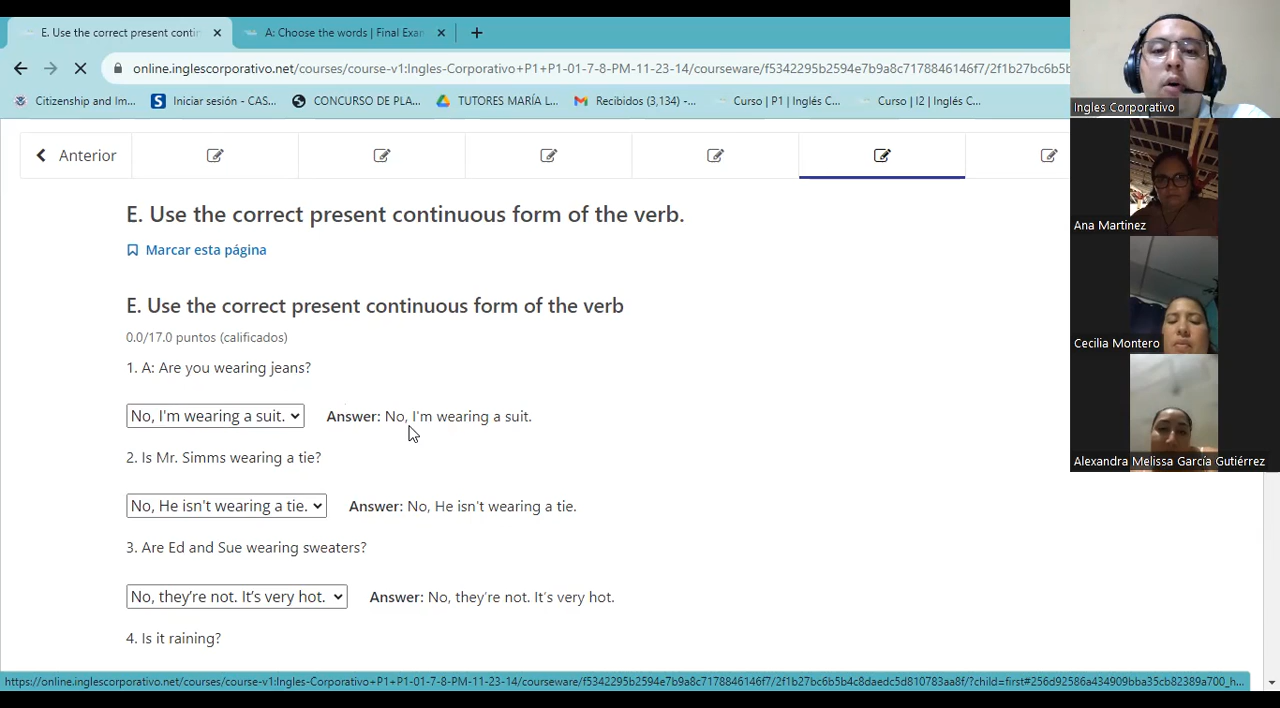 E. Use the correct present conti
A: Choose the words | Final Exan
online.inglescorporativo.net/courses/course-v1:Ingles-Corporativo+P1+P1-01-7-8-PM-11-23-14/courseware/f5342295b2594e7b9a8c7178846146f7/2f1b27bc6b5b
Citizenship and Im...
Iniciar sesión - CAS...
CONCURSO DE PLA...
TUTORES MARÍA L...
Recibidos (3,134) -...
Curso | P1 | Inglés C...
Curso | I2 | Inglés C...
Anterior
E. Use the correct present continuous form of the verb.
Marcar esta página
E. Use the correct present continuous form of the verb
0.0/17.0 puntos (calificados)
1. A: Are you wearing jeans?
No, I'm wearing a suit. Answer: No, I'm wearing a suit.
2. Is Mr. Simms wearing a tie?
No, He isn't wearing a tie. Answer: No, He isn't wearing a tie.
3. Are Ed and Sue wearing sweaters?
No, they're not. It's very hot. Answer: No, they're not. It's very hot.
4. Is it raining?
https://online.inglescorporativo.net/courses/course-v1:Ingles-Corporativo+P1+P1-01-7-8-PM-11-23-14/courseware/f5342295b2594e7b9a8c7178846146f7/2f1b27bc6b5b4c8daedc5d810783aa8f/?child=first#256d92586a434909bba35cb82389a700_h...
Ingles Corporativo
Ana Martinez
Cecilia Montero
Alexandra Melissa García Gutiérrez